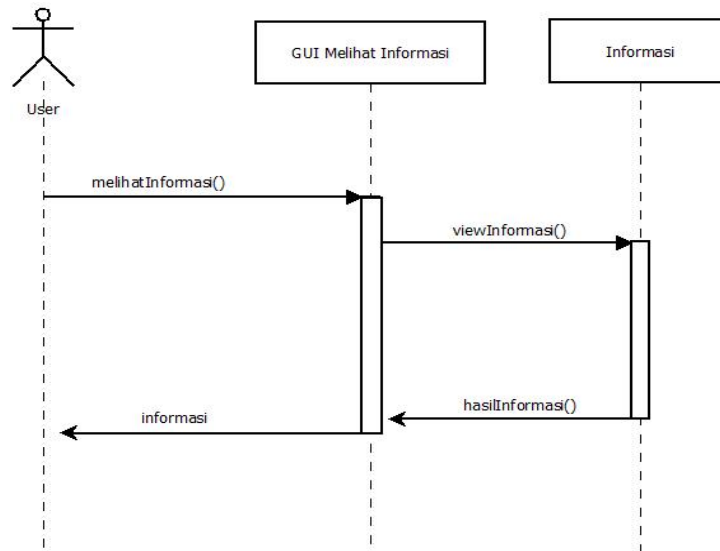 GUI Melihat Informasi
Informasi
User
melihatInformasi()
viewInformasi()
hasilInformasi()
informasi